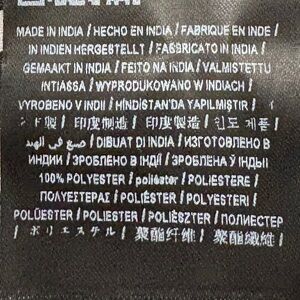 MADE IN INDIA / HECHO EN INDIA / FABRIQUE EN INDE /
IN INDIEN HERGESTELLT / FABBRICATO IN INDIA /
GEMAAKT IN INDIA / FEITO NA INDIA / VALMISTETTU
INTIASSA / WYPRODUKOWANO W INDIACH /
VYROBENO V INDII / HINDISTAN'DA YAPILMIŞTIR /
インド製 / 印度制造 / 印度製造 / 인도 제품 /
صنع في الهند / DIBUAT DI INDIA / ИЗГОТОВЛЕНО В
ИНДИИ / ЗРОБЛЕНО В ІНДІЇ / ЗРОБЛЕНА Ў ІНДЫІ
100% POLYESTER / poliéster / POLIESTERE /
ПОЛУЕСТЕРАΣ / POLIÉSTER / POLYESTERI /
POLÜESTER / POLIESTER / POLIÉSZTER / ПОЛИЕСТЕР
/ ポリエステル / 聚酯纤维 / 聚酯纖維 /